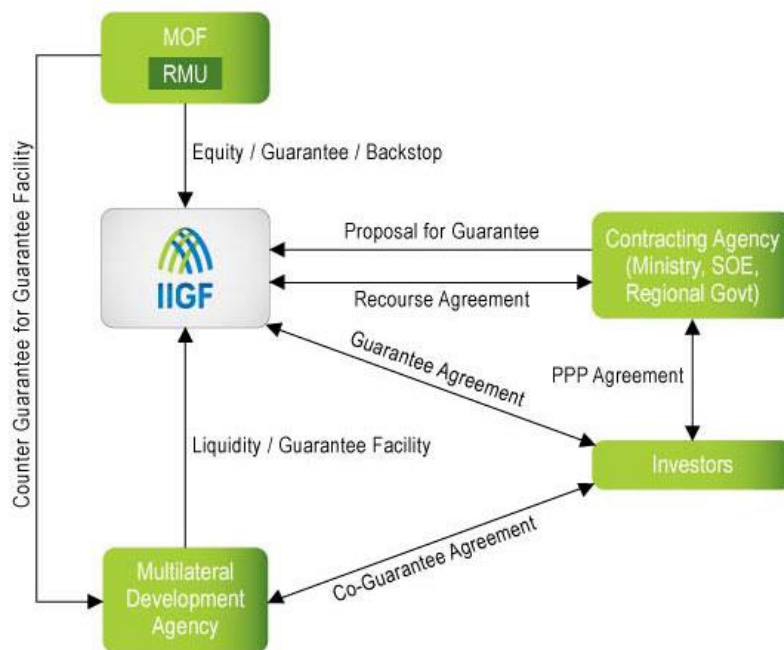 MOF
RMU
Equity / Guarantee / Backstop
Counter Guarantee for Guarantee Facility
IIGF
Proposal for Guarantee
Recourse Agreement
Contracting Agency
(Ministry, SOE,
Regional Govt)
Guarantee Agreement
PPP Agreement
Liquidity / Guarantee Facility
Investors
Co-Guarantee Agreement
Multilateral
Development
Agency